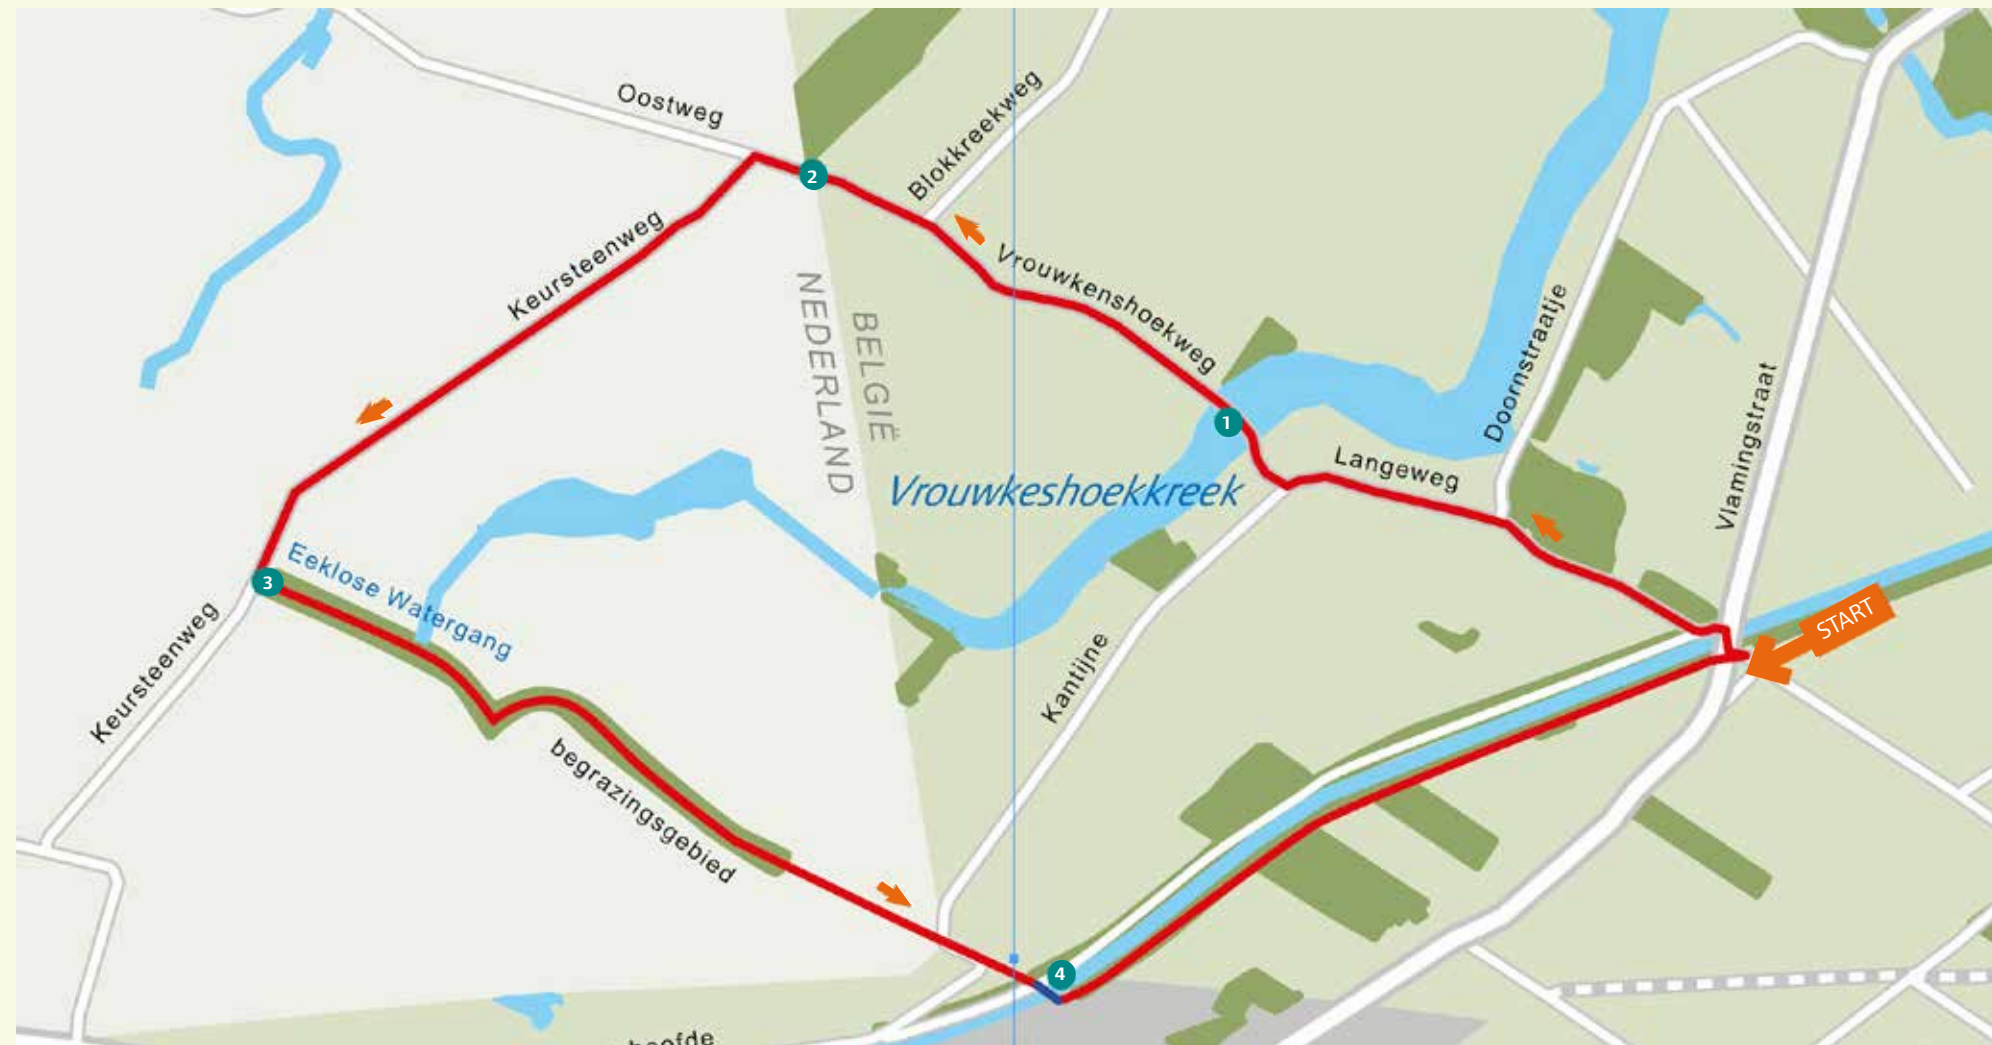 Oostweg
Blokkreekweg
2
Keursteenweg
Vrouwkenshoekweg
NEDERLAND
BELGIË
Doornstraatje
Vlamingstraat
1
Langeweg
Vrouwkeshoekkreek
Eeklose Watergang
3
START
Keursteenweg
Kantijne
begrazingsgebied
4